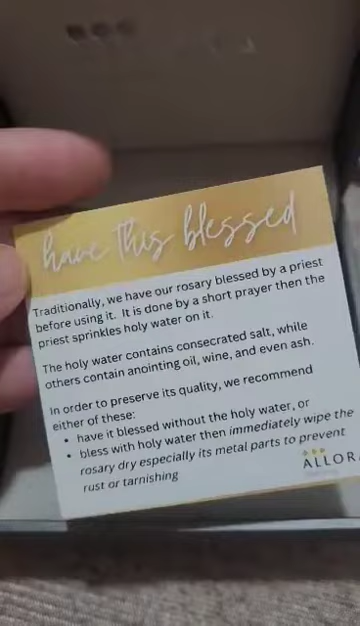 have this blessed
Traditionally, we have our rosary blessed by a priest
before using it. It is done by a short prayer then the
priest sprinkles holy water on it.
The holy water contains consecrated salt, while
others contain anointing oil, wine, and even ash.
In order to preserve its quality, we recommend
either of these:
• have it blessed without the holy water, or
• bless with holy water then immediately wipe the
rosary dry especially its metal parts to prevent
rust or tarnishing